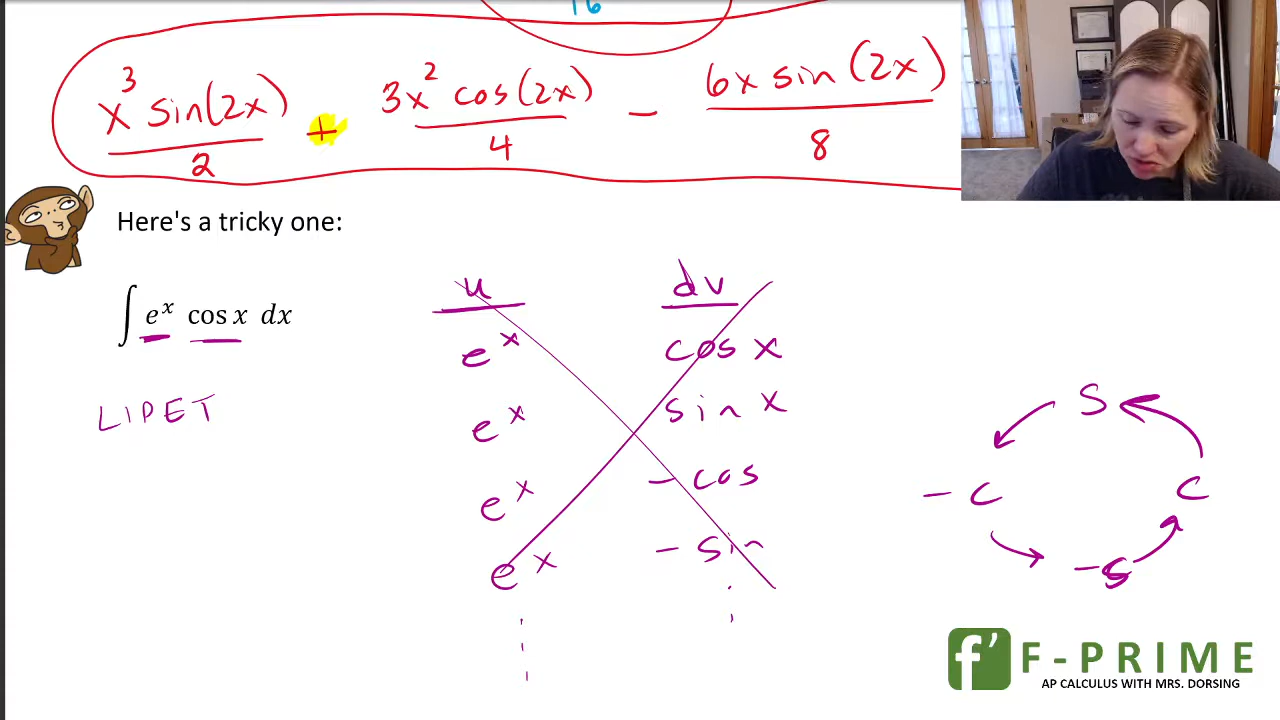 16
x³ sin(2x)/2 + 3x² cos(2x)/4 − 6x sin(2x)/8
Here's a tricky one:
∫ eˣ cos x dx
LIPET
u dv
eˣ cos x
eˣ sin x
eˣ − cos
eˣ − sin
S
− C C
− S
f’ F-PRIME
AP CALCULUS WITH MRS. DORSING